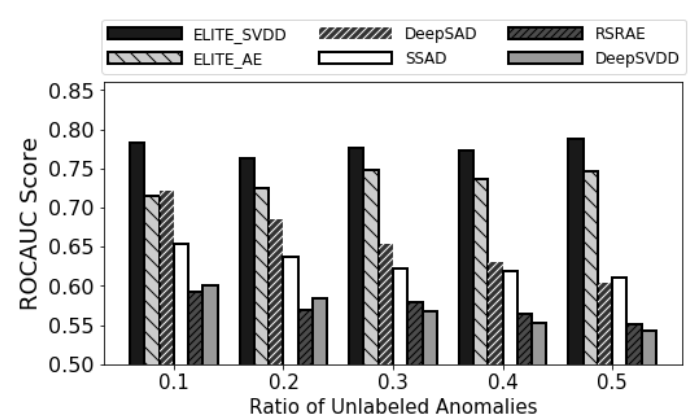 ELITE_SVDD DeepSAD RSRAE
ELITE_AE SSAD DeepSVDD
0.85
0.80
0.75
0.70
0.65
0.60
0.55
0.50
ROCAUC Score
0.1 0.2 0.3 0.4 0.5
Ratio of Unlabeled Anomalies